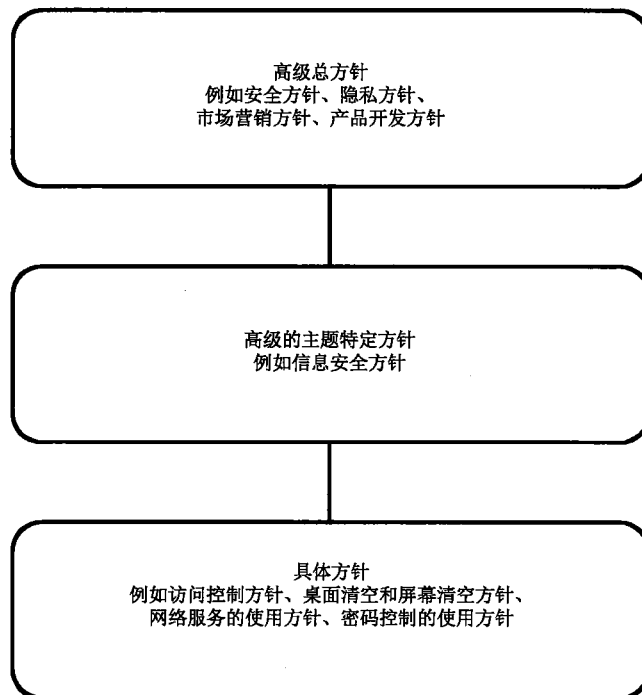 高级总方针
例如安全方针、隐私方针、
市场营销方针、产品开发方针
高级的主题特定方针
例如信息安全方针
具体方针
例如访问控制方针、桌面清空和屏幕清空方针、
网络服务的使用方针、密码控制的使用方针